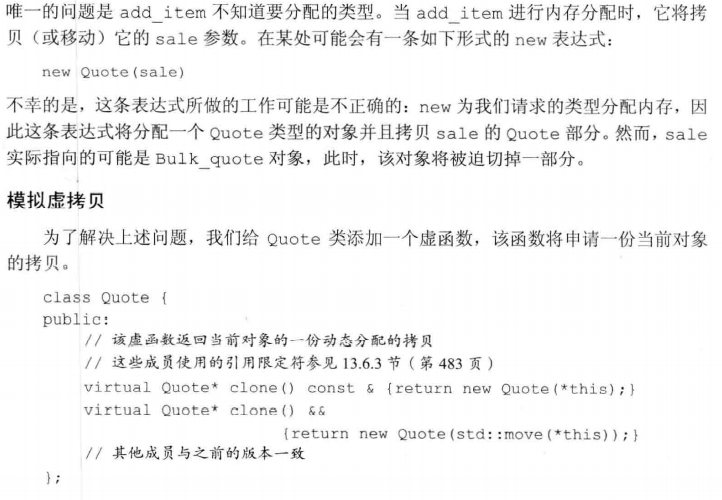 唯一的问题是 add_item 不知道要分配的类型。当 add_item 进行内存分配时，它将拷
贝（或移动）它的 sale 参数。在某处可能会有一条如下形式的 new 表达式：
new Quote(sale)
不幸的是，这条表达式所做的工作可能是不正确的：new 为我们请求的类型分配内存，因
此这条表达式将分配一个 Quote 类型的对象并且拷贝 sale 的 Quote 部分。然而，sale
实际指向的可能是 Bulk_quote 对象，此时，该对象将被迫切掉一部分。
模拟虚拷贝
为了解决上述问题，我们给 Quote 类添加一个虚函数，该函数将申请一份当前对象
的拷贝。
class Quote {
public:
// 该虚函数返回当前对象的一份动态分配的拷贝
// 这些成员使用的引用限定符参见 13.6.3 节（第 483 页）
virtual Quote* clone() const & {return new Quote(*this);}
virtual Quote* clone() &&
{return new Quote(std::move(*this));}
// 其他成员与之前的版本一致
};